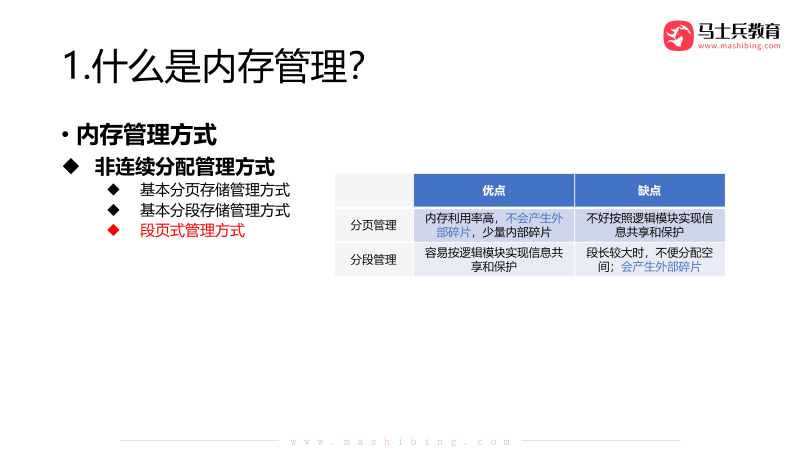 马士兵教育
www.mashibing.com
1.什么是内存管理？
• 内存管理方式
◆ 非连续分配管理方式
◆ 基本分页存储管理方式
◆ 基本分段存储管理方式
◆ 段页式管理方式
优点 缺点
分页管理
内存利用率高，不会产生外
部碎片，少量内部碎片
不好按照逻辑模块实现信
息共享和保护
分段管理
容易按逻辑模块实现信息共
享和保护
段长较大时，不便分配空
间；会产生外部碎片
www.mashibing.com